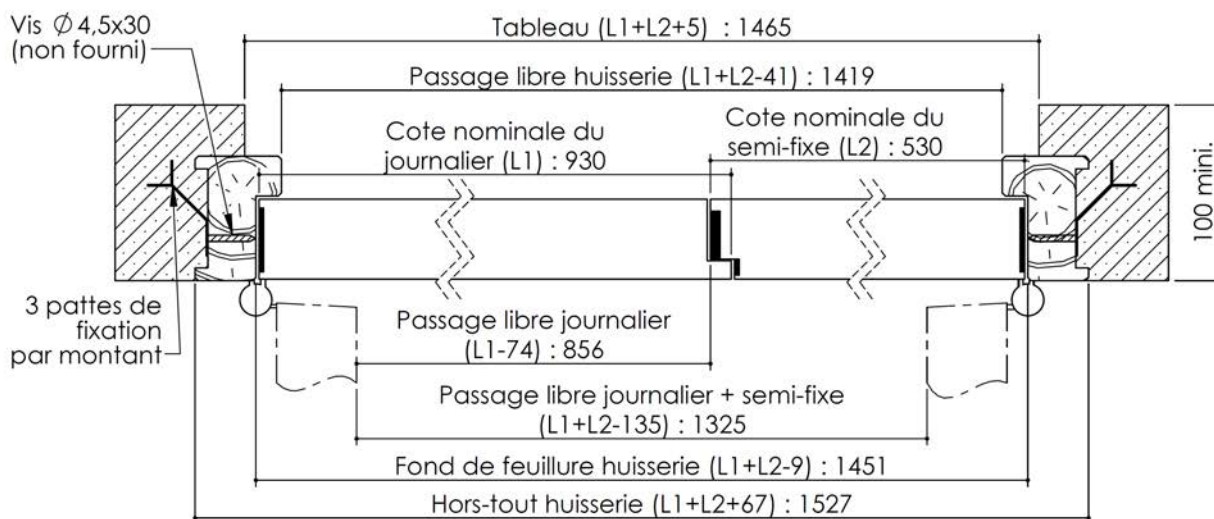 Vis Ø 4,5x30
(non fourni)
Tableau (L1+L2+5) : 1465
Passage libre huisserie (L1+L2-41) : 1419
Cote nominale du
journalier (L1) : 930
Cote nominale du
semi-fixe (L2) : 530
100 mini.
3 pattes de
fixation
par montant
Passage libre journalier
(L1-74) : 856
Passage libre journalier + semi-fixe
(L1+L2-135) : 1325
Fond de feuillure huisserie (L1+L2-9) : 1451
Hors-tout huisserie (L1+L2+67) : 1527